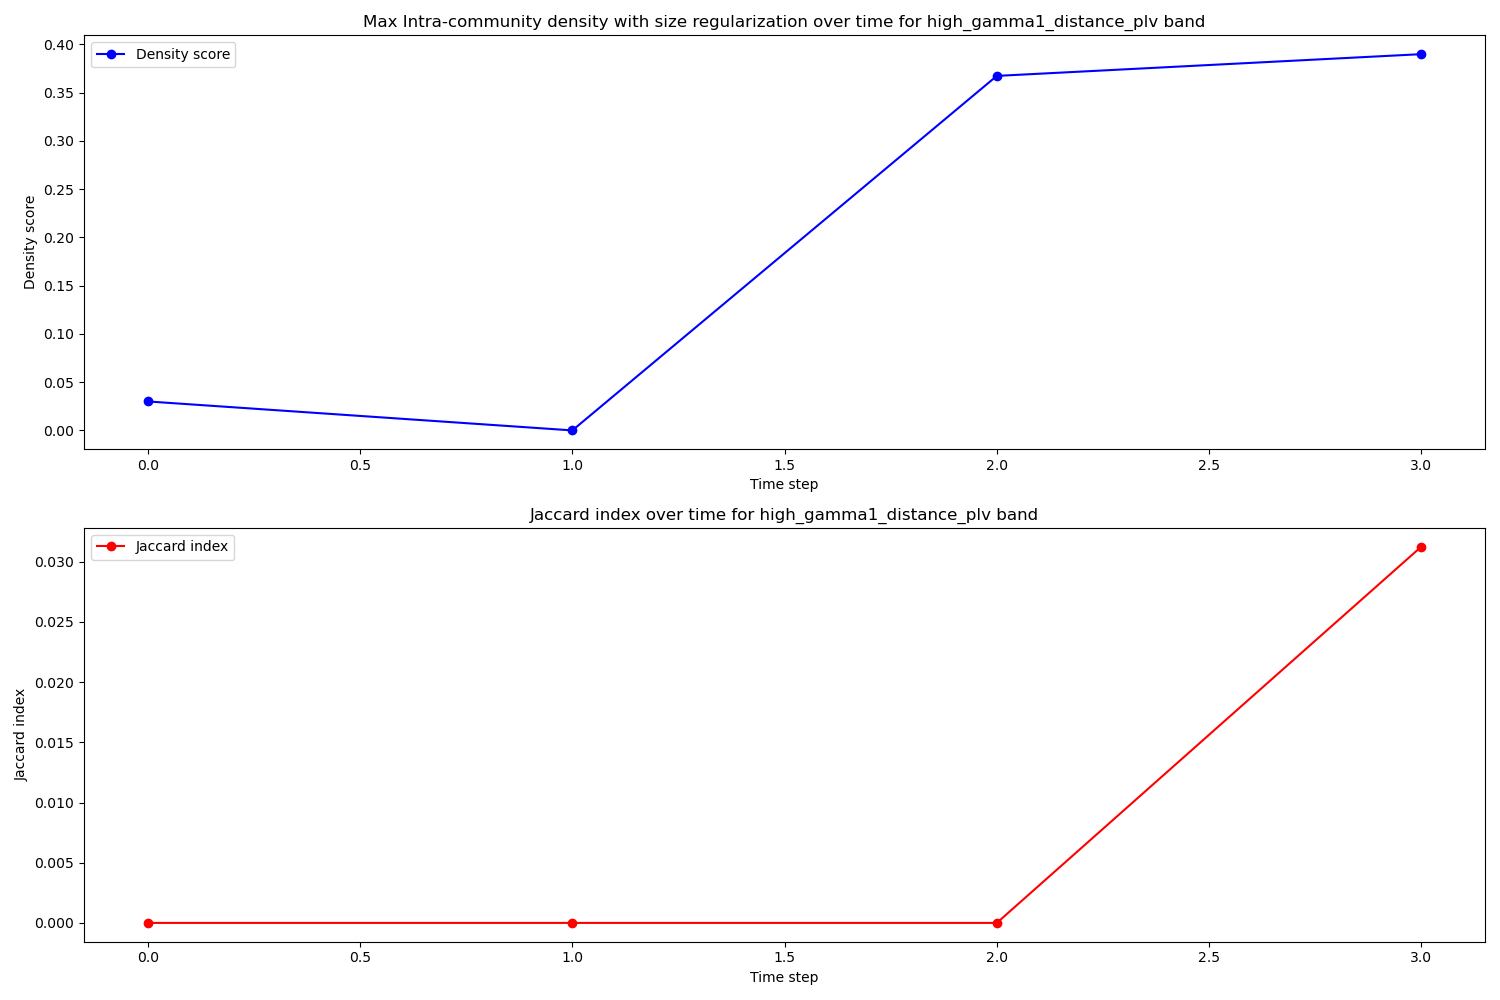 Max Intra-community density with size regularization over time for high_gamma1_distance_plv band
Density score
0.40
0.35
0.30
0.25
0.20
0.15
0.10
0.05
0.00
Density score
0.0 0.5 1.0 1.5 2.0 2.5 3.0
Time step
Jaccard index over time for high_gamma1_distance_plv band
Jaccard index
0.030
0.025
0.020
0.015
0.010
0.005
0.000
Jaccard index
0.0 0.5 1.0 1.5 2.0 2.5 3.0
Time step